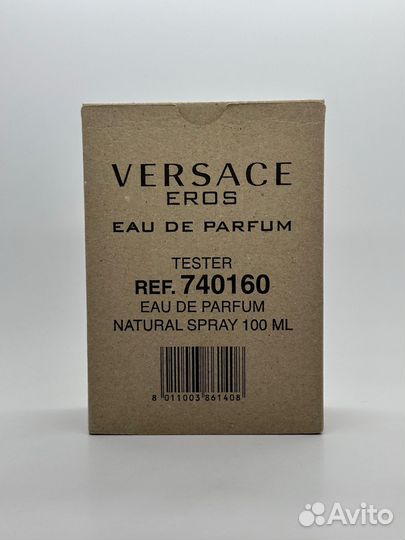 VERSACE
EROS
EAU DE PARFUM
TESTER
REF. 740160
EAU DE PARFUM
NATURAL SPRAY 100 ML
8 011003 861408
Avito